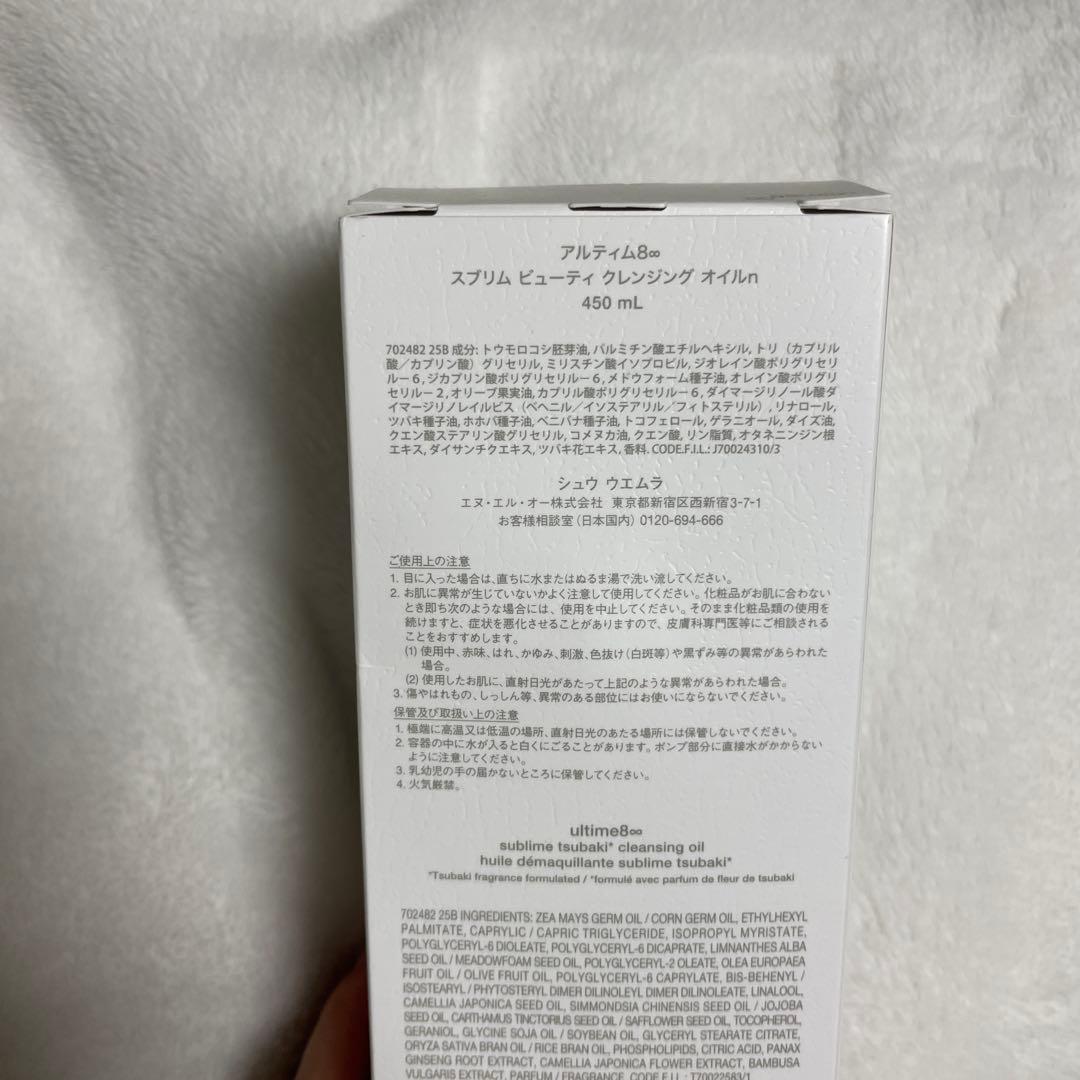 アルティム8∞
スブリム ビューティ クレンジング オイルn
450 mL
702482 25B 成分: トウモロコシ胚芽油, パルミチン酸エチルヘキシル, トリ（カプリル
酸／カプリン酸）グリセリル, ミリスチン酸イソプロピル, ジオレイン酸ポリグリセリ
ル－6, ジカプリン酸ポリグリセリル－6, メドウフォーム種子油, オレイン酸ポリグリ
セリル－2, オリーブ果実油, カプリル酸ポリグリセリル－6, ダイマージリノール酸ダ
イマージリノレイルビス（ベヘニル／イソステアリル／フィトステリル）, リナロール,
ツバキ種子油, ホホバ種子油, ベニバナ種子油, トコフェロール, ゲラニオール, ダイズ油,
クエン酸ステアリン酸グリセリル, コメヌカ油, クエン酸, リン脂質, オタネニンジン根
エキス, ダイサンチクエキス, ツバキ花エキス, 香料. CODE.F.I.L.: J70024310/3
シュウ ウエムラ
エヌ・エル・オー株式会社 東京都新宿区西新宿3-7-1
お客様相談室（日本国内）0120-694-666
ご使用上の注意
1. 目に入った場合は、直ちに水またはぬるま湯で洗い流してください。
2. お肌に異常が生じていないかよく注意して使用してください。化粧品がお肌に合わない
とき即ち次のような場合には、使用を中止してください。そのまま化粧品類の使用を
続けますと、症状を悪化させることがありますので、皮膚科専門医等にご相談される
ことをおすすめします。
(1) 使用中、赤味、はれ、かゆみ、刺激、色抜け（白斑等）や黒ずみ等の異常があらわれた
場合。
(2) 使用したお肌に、直射日光があたって上記のような異常があらわれた場合。
3. 傷やはれもの、しっしん等、異常のある部位にはお使いにならないでください。
保管及び取扱い上の注意
1. 極端に高温又は低温の場所、直射日光のあたる場所には保管しないでください。
2. 容器の中に水が入ると白くにごることがあります。ポンプ部分に直接水がかからない
ように注意してください。
3. 乳幼児の手の届かないところに保管してください。
4. 火気厳禁。
ultime8∞
sublime tsubaki* cleansing oil
huile démaquillante sublime tsubaki*
*Tsubaki fragrance formulated / *formulé avec parfum de fleur de tsubaki
702482 25B INGREDIENTS: ZEA MAYS GERM OIL / CORN GERM OIL, ETHYLHEXYL
PALMITATE, CAPRYLIC / CAPRIC TRIGLYCERIDE, ISOPROPYL MYRISTATE,
POLYGLYCERYL-6 DIOLEATE, POLYGLYCERYL-6 DICAPRATE, LIMNANTHES ALBA
SEED OIL / MEADOWFOAM SEED OIL, POLYGLYCERYL-2 OLEATE, OLEA EUROPAEA
FRUIT OIL / OLIVE FRUIT OIL, POLYGLYCERYL-6 CAPRYLATE, BIS-BEHENYL /
ISOSTEARYL / PHYTOSTERYL DIMER DILINOLEYL DIMER DILINOLEATE, LINALOOL,
CAMELLIA JAPONICA SEED OIL, SIMMONDSIA CHINENSIS SEED OIL / JOJOBA
SEED OIL, CARTHAMUS TINCTORIUS SEED OIL / SAFFLOWER SEED OIL, TOCOPHEROL,
GERANIOL, GLYCINE SOJA OIL / SOYBEAN OIL, GLYCERYL STEARATE CITRATE,
ORYZA SATIVA BRAN OIL / RICE BRAN OIL, PHOSPHOLIPIDS, CITRIC ACID, PANAX
GINSENG ROOT EXTRACT, CAMELLIA JAPONICA FLOWER EXTRACT, BAMBUSA
VULGARIS EXTRACT, PARFUM / FRAGRANCE. CODE F.I.L.: T70022583/1